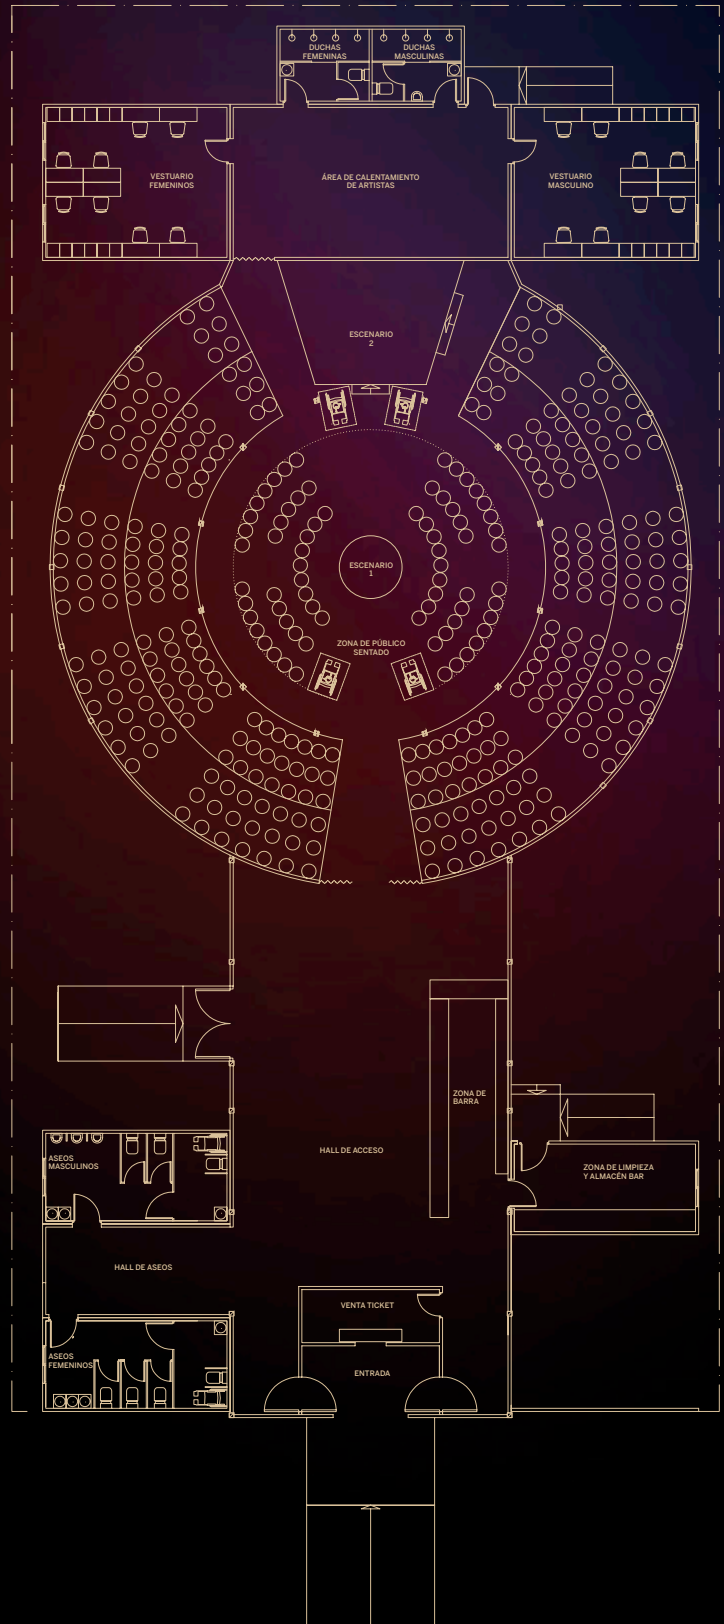 DUCHAS
FEMENINAS
DUCHAS
MASCULINAS
VESTUARIO
FEMENINOS
ÁREA DE CALENTAMIENTO
DE ARTISTAS
VESTUARIO
MASCULINO
ESCENARIO
2
ESCENARIO
1
ZONA DE PÚBLICO
SENTADO
ZONA DE
BARRA
HALL DE ACCESO
ASEOS
MASCULINOS
ZONA DE LIMPIEZA
Y ALMACÉN BAR
HALL DE ASEOS
VENTA TICKET
ASEOS
FEMENINOS
ENTRADA